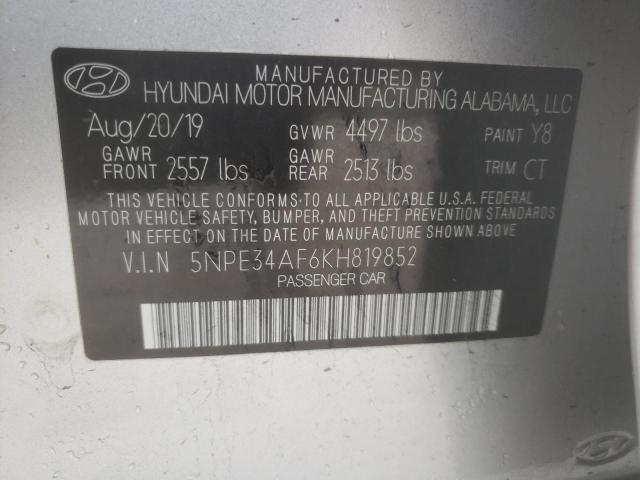 MANUFACTURED BY
HYUNDAI MOTOR MANUFACTURING ALABAMA, LLC
Aug/20/19 GVWR 4497 lbs PAINT Y8
GAWR FRONT 2557 lbs GAWR REAR 2513 lbs TRIM CT
THIS VEHICLE CONFORMS TO ALL APPLICABLE U.S.A. FEDERAL
MOTOR VEHICLE SAFETY, BUMPER, AND THEFT PREVENTION STANDARDS
IN EFFECT ON THE DATE OF MANUFACTURE SHOWN ABOVE.
V.I.N 5NPE34AF6KH819852
PASSENGER CAR